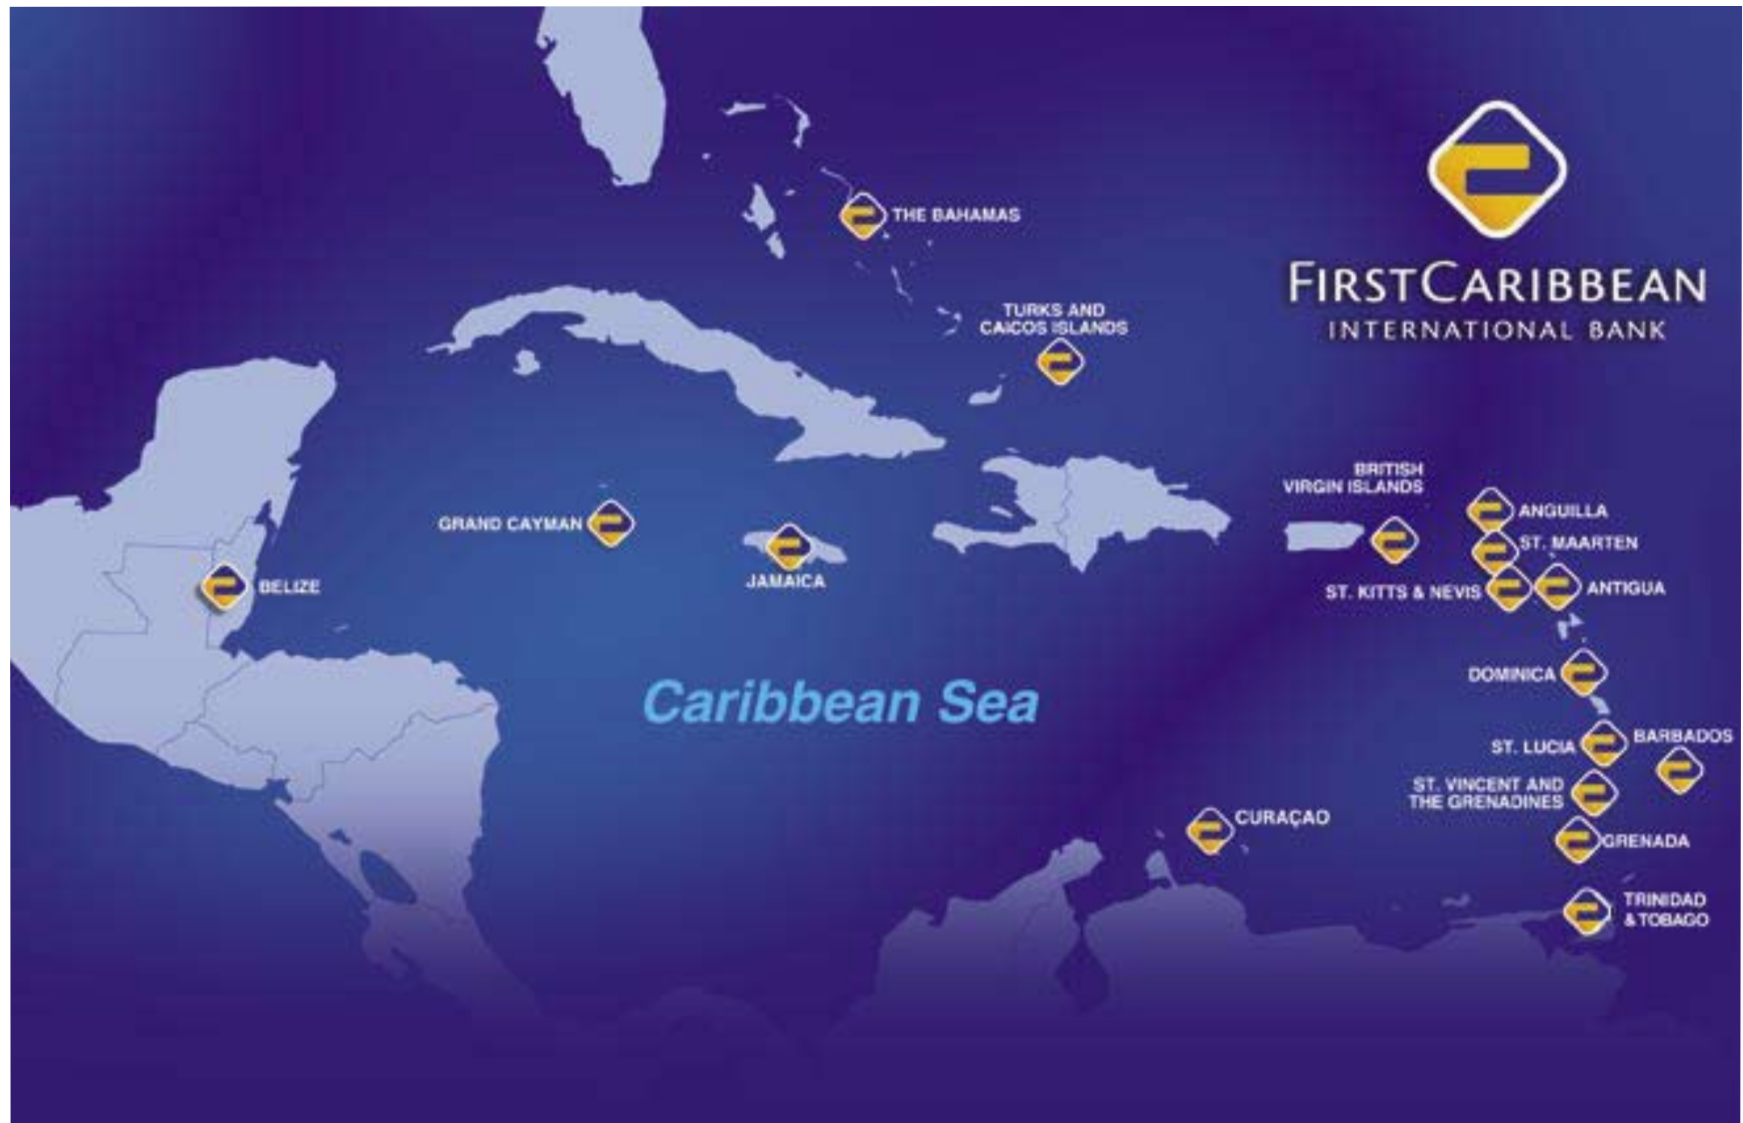 THE BAHAMAS
FIRSTCARIBBEAN
INTERNATIONAL BANK
TURKS AND
CAICOS ISLANDS
BRITISH
VIRGIN ISLANDS
ANGUILLA
GRAND CAYMAN
ST. MAARTEN
JAMAICA
BELIZE
ST. KITTS & NEVIS
ANTIGUA
DOMINICA
Caribbean Sea
BARBADOS
ST. LUCIA
ST. VINCENT AND
THE GRENADINES
CURAÇAO
GRENADA
TRINIDAD
& TOBAGO